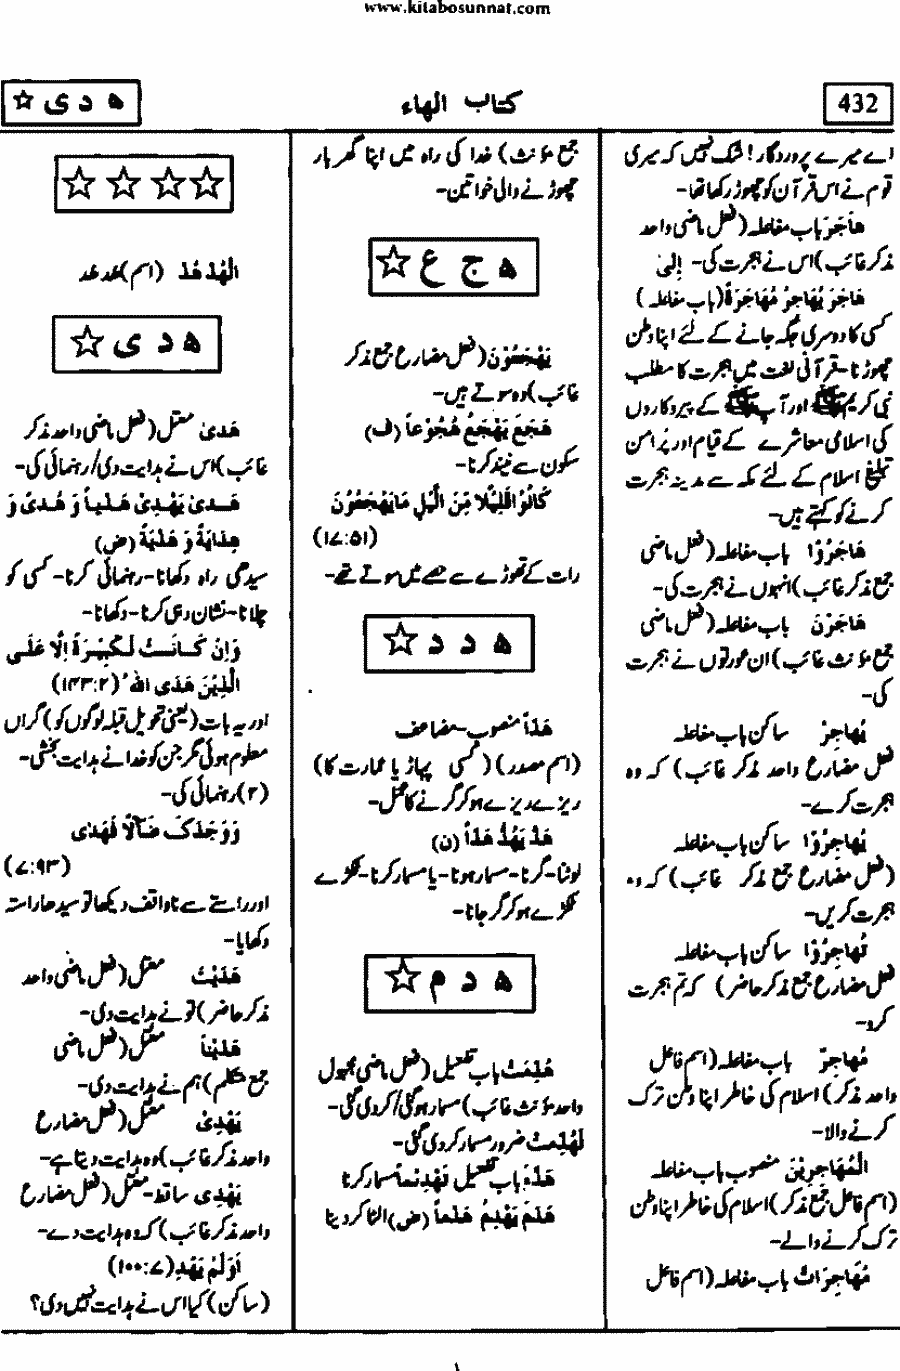 www.kitabosunnat.com
432
کتاب الهاء
ھ د ی ☆
اے میرے پروردگار! شک نہیں کہ میری
قوم نے اس قرآن کو چھوڑ رکھا تھا۔
ھَاجَرَ باب مفاعلہ (فعل ماضی واحد
مذکر غائب) اس نے ہجرت کی۔ اِلیٰ
ھَاجَرَ یُھَاجِرُ مُھَاجَرَۃً (باب مفاعلہ)
کسی کا دوسری جگہ جانے کے لئے اپنا وطن
چھوڑنا۔ قرآنی لغت میں ہجرت کا مطلب
نبی کریم ﷺ اور آپ ﷺ کے پیروکاروں
کی اسلامی معاشرے کے قیام اور پرامن
تبلیغ اسلام کے لئے مکہ سے مدینہ ہجرت
کرنے کو کہتے ہیں۔
ھَاجَرُوْا باب مفاعلہ (فعل ماضی
جمع مذکر غائب) انہوں نے ہجرت کی۔
ھَاجَرْنَ باب مفاعلہ (فعل ماضی
جمع مؤنث غائب) ان عورتوں نے ہجرت
کی۔
یُھَاجِرْ ساکن باب مفاعلہ
فعل مضارع واحد مذکر غائب) کہ وہ
ہجرت کرے۔
یُھَاجِرُوْا ساکن باب مفاعلہ
(فعل مضارع جمع مذکر غائب) کہ وہ
ہجرت کریں۔
تُھَاجِرُوْا ساکن باب مفاعلہ
فعل مضارع جمع مذکر حاضر) کہ تم ہجرت
کرو۔
مُھَاجِرٌ باب مفاعلہ (اسم فاعل
واحد مذکر) اسلام کی خاطر اپنا وطن ترک
کرنے والا۔
الْمُھَاجِرِیْنَ منصوب باب مفاعلہ
(اسم فاعل جمع مذکر) اسلام کی خاطر اپنا وطن
ترک کرنے والے۔
مُھَاجِرَاتٌ باب مفاعلہ (اسم فاعل
جمع مؤنث) خدا کی راہ میں اپنا گھر بار
چھوڑنے والی خواتین۔
ھ ج ع ☆
یَھْجَعُوْنَ (فعل مضارع جمع مذکر
غائب) وہ سوتے ہیں۔
ھَجَعَ یَھْجَعُ ھُجُوْعاً (ف)
سکون سے نیند کرنا۔
کَانُوْا قَلِیْلًا مِّنَ الَّیْلِ مَا یَھْجَعُوْنَ
(۱۷:۵۱)
رات کے تھوڑے سے حصے میں سوتے تھے۔
ھ د د ☆
ھَدّاً منصوب۔ مضاعف
(اسم مصدر) (کسی پہاڑ یا عمارت کا)
ریزے ریزے ہو کر گرنے کا عمل۔
ھَدَّ یَھُدُّ ھَدّاً (ن)
ٹوٹنا۔ گرنا۔ مسمار ہونا۔ یا مسمار کرنا۔ ٹکڑے
ٹکڑے ہو کر گر جانا۔
ھ د م ☆
ھُدِّمَتْ باب تفعیل (فعل ماضی مجہول
واحد مؤنث غائب) مسمار ہو گئی / کر دی گئی۔
لَھُدِّمَتْ ضرور مسمار کر دی گئی۔
ھَدَّمَ باب تفعیل تَھْدِیْماً مسمار کرنا
ھَدَمَ یَھْدِمُ ھَدْماً (ض) الٹا کر دینا
☆ ☆ ☆ ☆
الْھُدْھُدَ (اسم) ھد ھد
ھ د ی ☆
ھَدیٰ معتل (فعل ماضی واحد مذکر
غائب) اس نے ہدایت دی / رہنمائی کی۔
ھَدیٰ یَھْدِیْ ھَدْیاً وَ ھُدیً وَ
ھِدَایَةً وَ ھَدْیَةً (ض)
سیدھی راہ دکھانا۔ رہنمائی کرنا۔ کسی کو
چلانا۔ نشان دہی کرنا۔ دکھانا۔
وَاِنْ کَانَتْ لَکَبِیْرَۃً اِلَّا عَلَی
الَّذِیْنَ ھَدَی اللّٰہُ (۱۴۳:۲)
اور یہ بات (یعنی تحویل قبلہ لوگوں کو) گراں
معلوم ہوئی مگر جن کو خدا نے ہدایت بخشی۔
(۲) رہنمائی کی۔
وَوَجَدَکَ ضَآلًّا فَھَدٰی
(۷:۹۳)
اور راستے سے ناواقف دیکھا تو سیدھا راستہ
دکھایا۔
ھَدَیْتَ معتل (فعل ماضی واحد
مذکر حاضر) تو نے ہدایت دی۔
ھَدَیْنَا معتل (فعل ماضی
جمع متکلم) ہم نے ہدایت دی۔
یَھْدِیْ معتل (فعل مضارع
واحد مذکر غائب) وہ ہدایت دیتا ہے۔
یَھْدِی ساقط۔ معتل (فعل مضارع
واحد مذکر غائب) کہ وہ ہدایت دے۔
اَوَلَمْ یَھْدِ (۱۰۰:۷)
(ساکن) کیا اس نے ہدایت نہیں دی؟